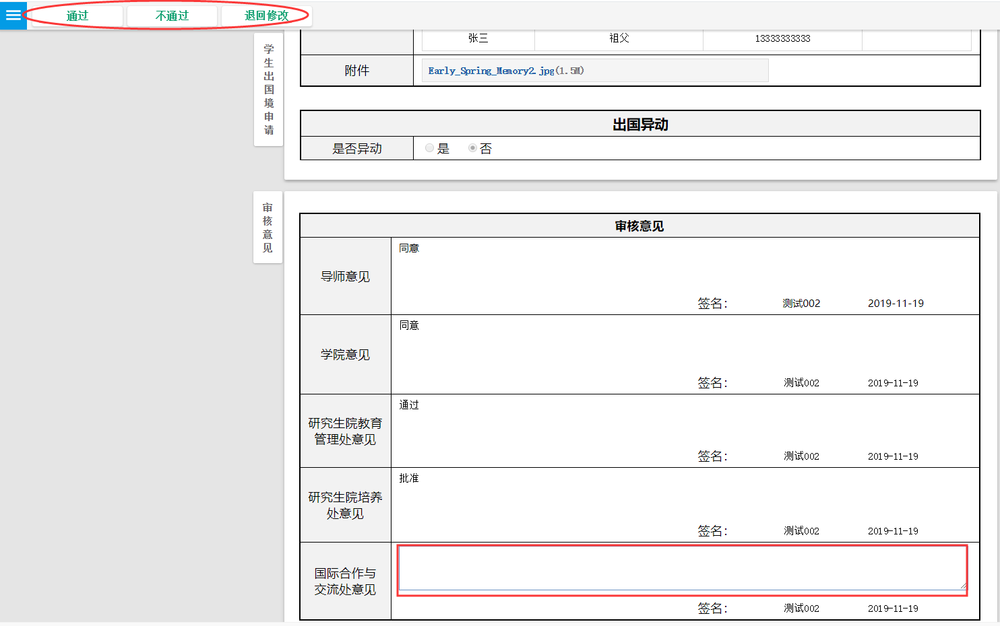 通过 不通过 退回修改
张三 祖父 13333333333
附件 Early_Spring_Memory2.jpg(1.5M)
学生出国境申请
出国异动
是否异动 是 否
审核意见
审核意见
同意
导师意见
签名: 测试002 2019-11-19
同意
学院意见
签名: 测试002 2019-11-19
通过
研究生院教育
管理处意见
签名: 测试002 2019-11-19
批准
研究生院培养
处意见
签名: 测试002 2019-11-19
国际合作与
交流处意见
签名: 测试002 2019-11-19